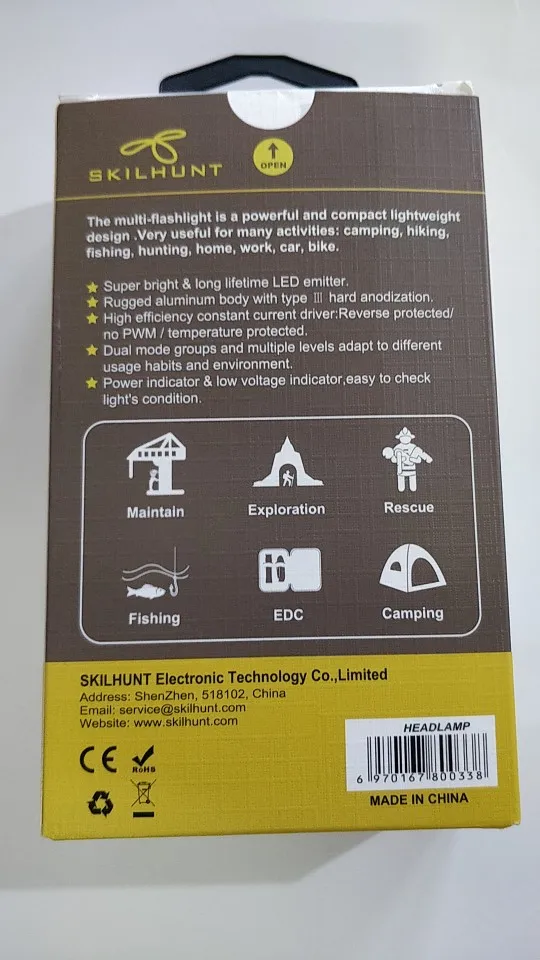 SKILHUNT
OPEN
The multi-flashlight is a powerful and compact lightweight
design .Very useful for many activities: camping, hiking,
fishing, hunting, home, work, car, bike.
Super bright & long lifetime LED emitter.
Rugged aluminum body with type Ⅲ hard anodization.
High efficiency constant current driver:Reverse protected/
no PWM / temperature protected.
Dual mode groups and multiple levels adapt to different
usage habits and environment.
Power indicator & low voltage indicator,easy to check
light's condition.
Maintain
Exploration
Rescue
Fishing
EDC
Camping
SKILHUNT Electronic Technology Co.,Limited
Address: ShenZhen, 518102, China
Email: service@skilhunt.com
Website: www.skilhunt.com
CE
RoHS
HEADLAMP
6 970167 800338
MADE IN CHINA